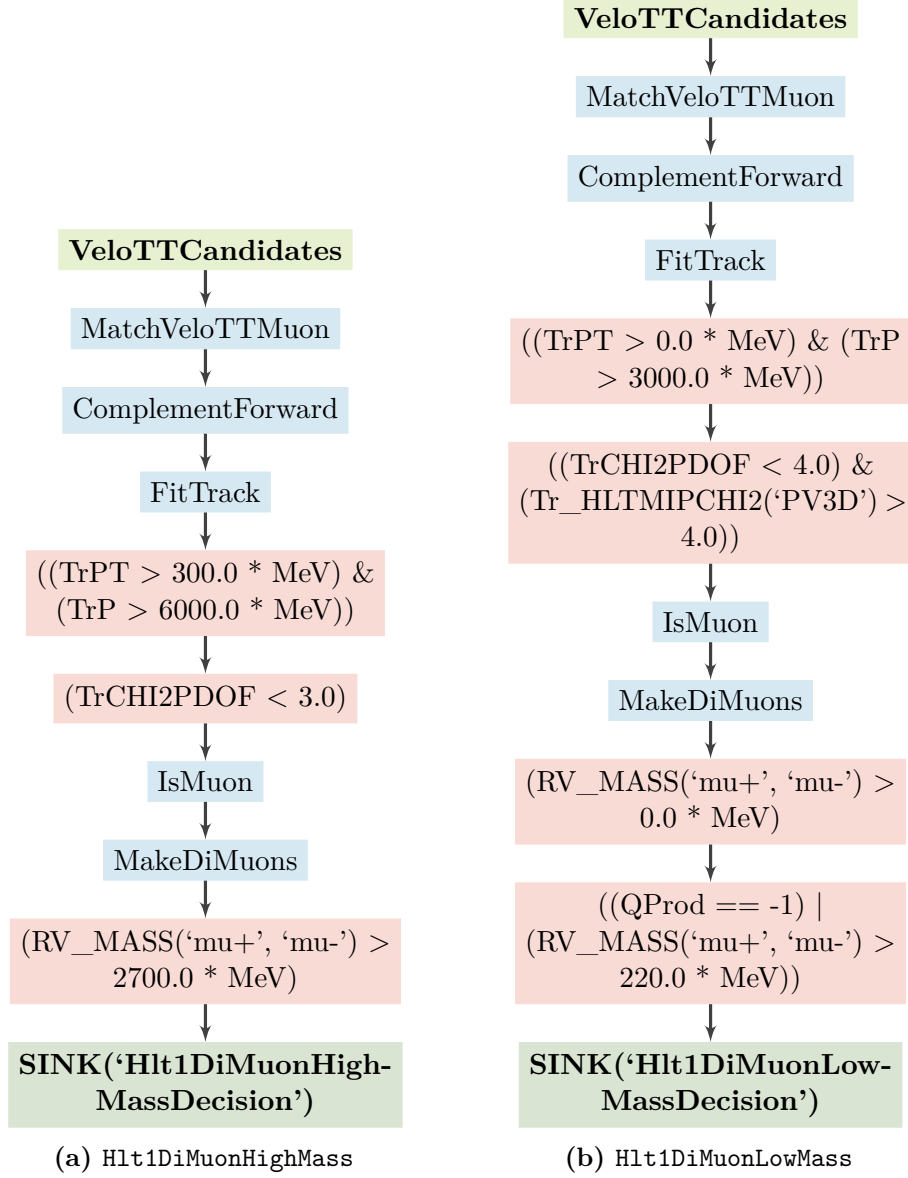 VeloTTCandidates
MatchVeloTTMuon
ComplementForward
FitTrack
((TrPT > 300.0 * MeV) &
(TrP > 6000.0 * MeV))
(TrCHI2PDOF < 3.0)
IsMuon
MakeDiMuons
(RV_MASS(‘mu+’, ‘mu-’) >
2700.0 * MeV)
SINK(‘Hlt1DiMuonHigh-
MassDecision’)
(a) Hlt1DiMuonHighMass
VeloTTCandidates
MatchVeloTTMuon
ComplementForward
FitTrack
((TrPT > 0.0 * MeV) & (TrP
> 3000.0 * MeV))
((TrCHI2PDOF < 4.0) &
(Tr_HLTMIPCHI2(‘PV3D’) >
4.0))
IsMuon
MakeDiMuons
(RV_MASS(‘mu+’, ‘mu-’) >
0.0 * MeV)
((QProd == -1) |
(RV_MASS(‘mu+’, ‘mu-’) >
220.0 * MeV))
SINK(‘Hlt1DiMuonLow-
MassDecision’)
(b) Hlt1DiMuonLowMass